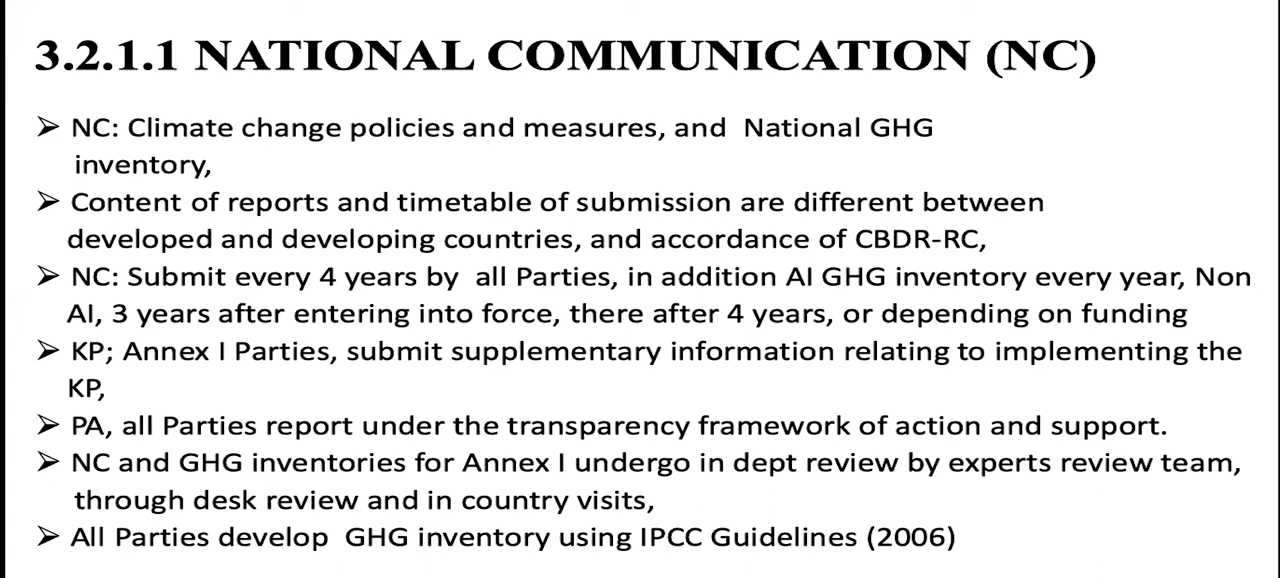 3.2.1.1 NATIONAL COMMUNICATION (NC)
➢ NC: Climate change policies and measures, and  National GHG
inventory,
➢ Content of reports and timetable of submission are different between
developed and developing countries, and accordance of CBDR-RC,
➢ NC: Submit every 4 years by  all Parties, in addition AI GHG inventory every year, Non
AI, 3 years after entering into force, there after 4 years, or depending on funding
➢ KP; Annex I Parties, submit supplementary information relating to implementing the
KP,
➢ PA, all Parties report under the transparency framework of action and support.
➢ NC and GHG inventories for Annex I undergo in dept review by experts review team,
through desk review and in country visits,
➢ All Parties develop  GHG inventory using IPCC Guidelines (2006)